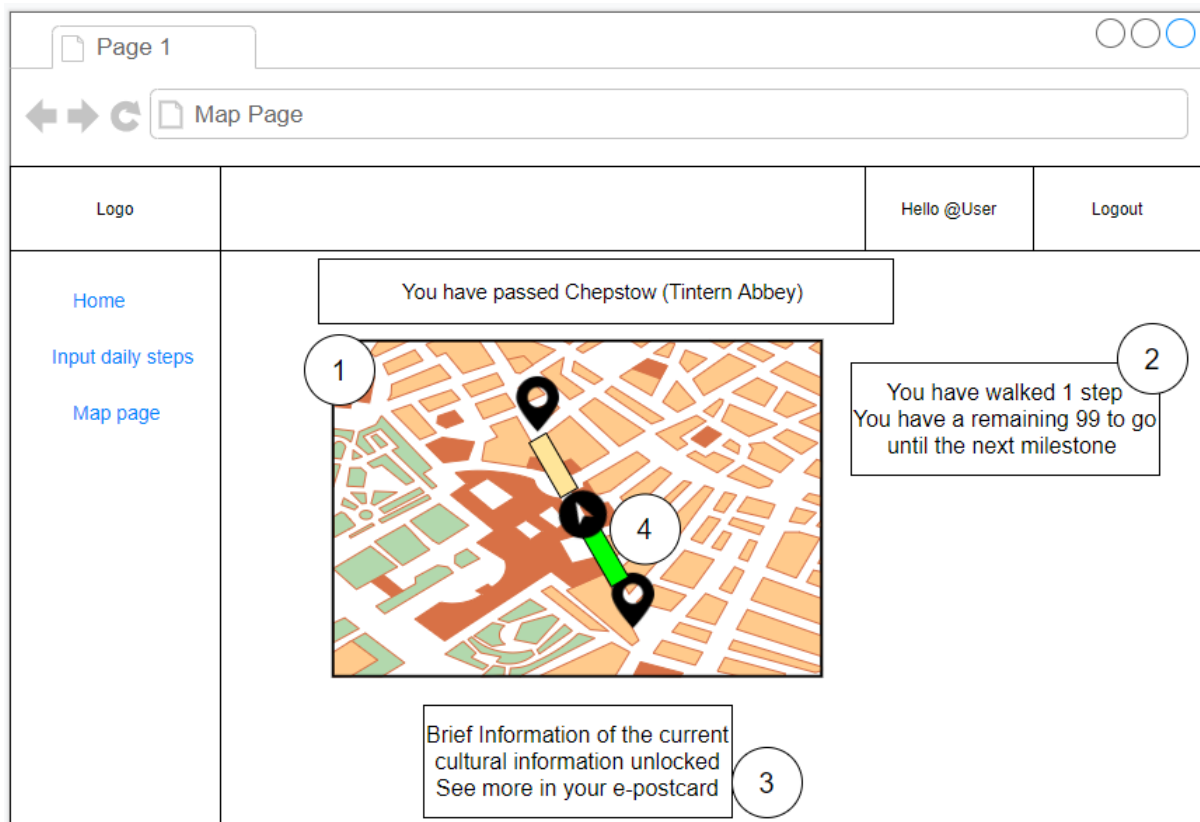 Page 1
Map Page
Logo
Hello @User
Logout
Home
Input daily steps
Map page
You have passed Chepstow (Tintern Abbey)
1
2
You have walked 1 step
You have a remaining 99 to go
until the next milestone
4
Brief Information of the current
cultural information unlocked
See more in your e-postcard
3